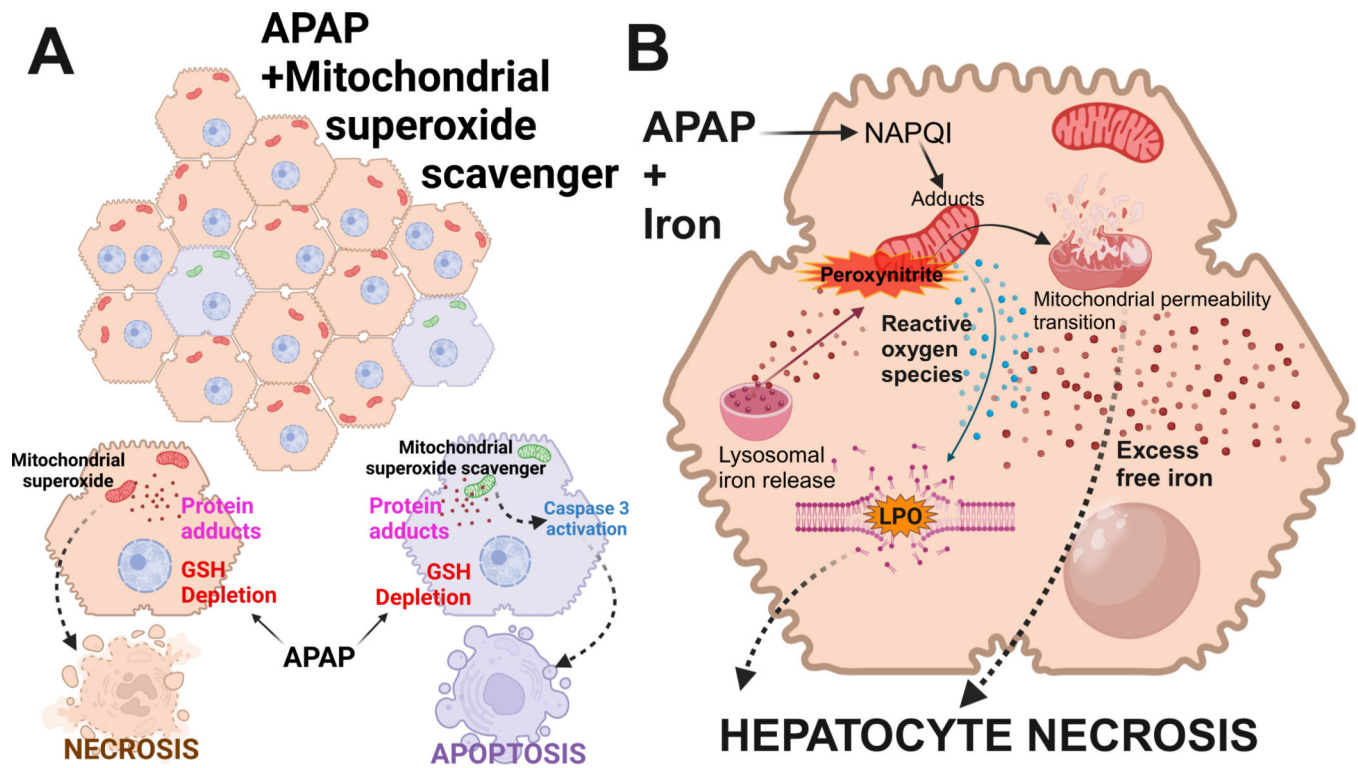 A
APAP
+Mitochondrial
superoxide
scavenger
Mitochondrial
superoxide
Protein
adducts
GSH
Depletion
NECROSIS
APAP
Mitochondrial
superoxide scavenger
Protein
adducts
Caspase 3
activation
GSH
Depletion
APOPTOSIS
B
APAP
+
Iron
NAPQI
Adducts
Peroxynitrite
Mitochondrial permeability
transition
Reactive
oxygen
species
Lysosomal
iron release
Excess
free iron
LPO
HEPATOCYTE NECROSIS